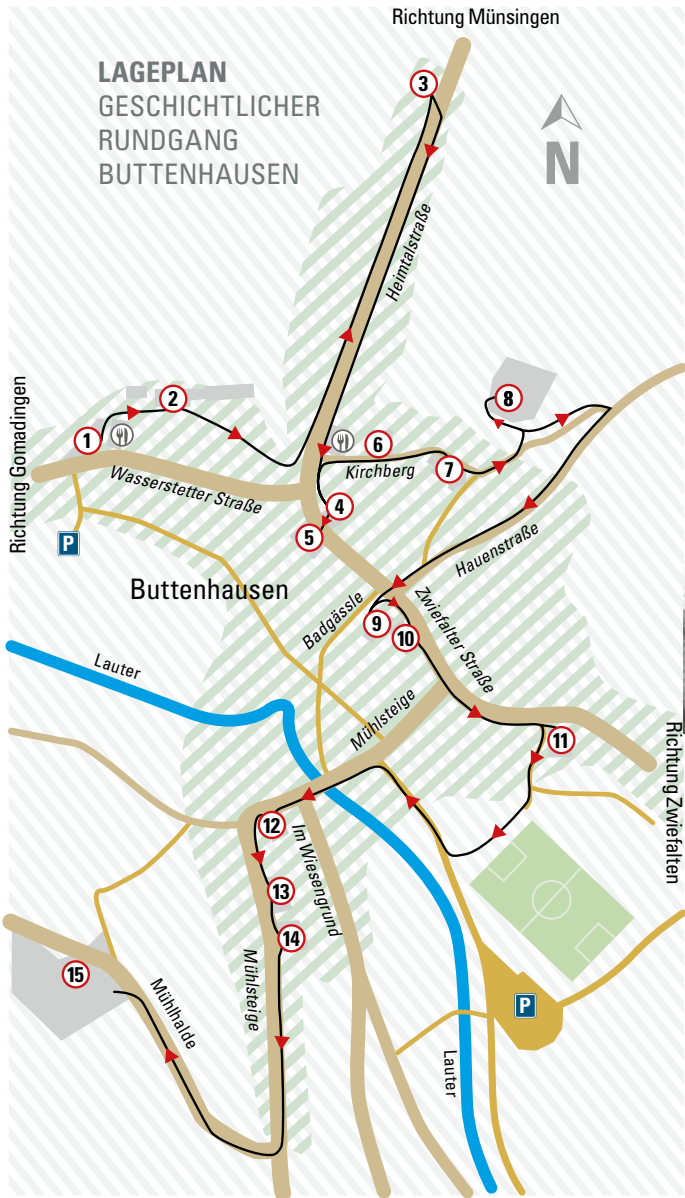 Richtung Münsingen
LAGEPLAN
GESCHICHTLICHER
RUNDGANG
BUTTENHAUSEN
3
N
Heimtalstraße
Richtung Gomadingen
1
2
Wasserstetter Straße
P
8
6
Kirchberg
7
4
5
Hauenstraße
Buttenhausen
Badgässle
9
10
Zwiefalter Straße
Lauter
Mühlsteige
11
Richtung Zwiefalten
12
Im Wiesengrund
13
14
Mühlsteige
15
Mühlhalde
P
Lauter